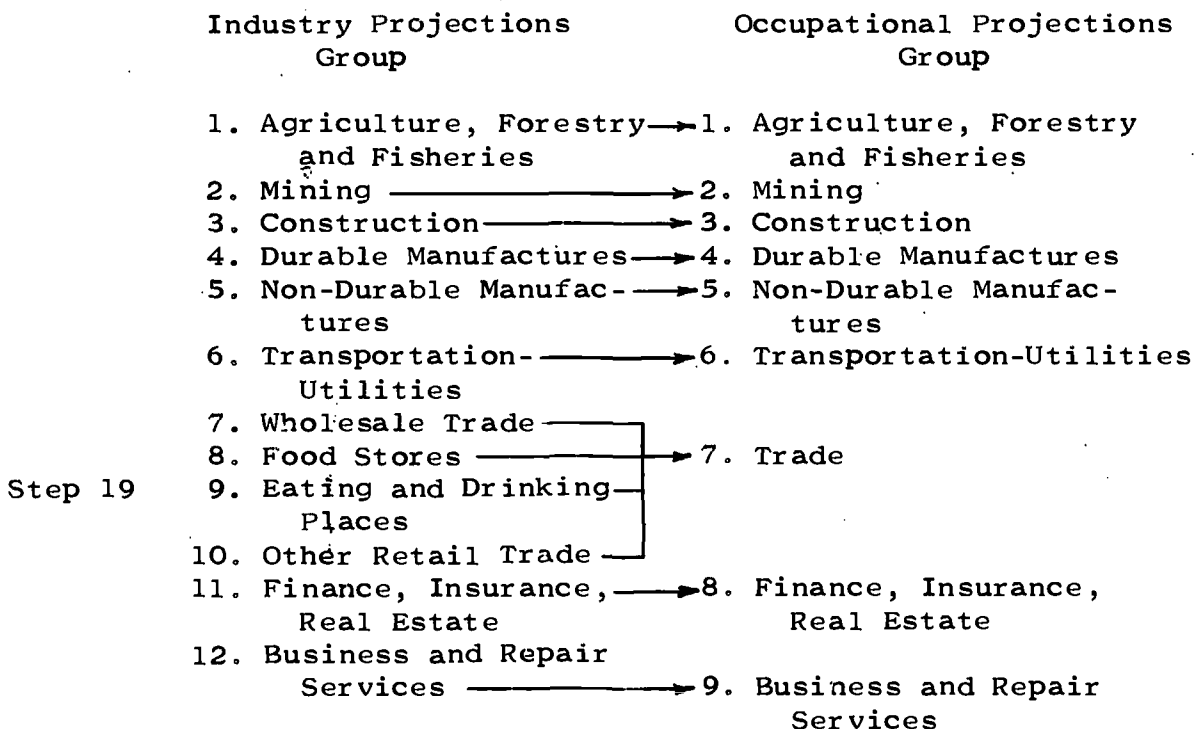 Industry Projections Occupational Projections
Group Group
1. Agriculture, Forestry 1. Agriculture, Forestry
and Fisheries and Fisheries
2. Mining 2. Mining
3. Construction 3. Construction
4. Durable Manufactures 4. Durable Manufactures
5. Non-Durable Manufac- 5. Non-Durable Manufac-
tures tures
6. Transportation- 6. Transportation-Utilities
Utilities
7. Wholesale Trade
8. Food Stores 7. Trade
Step 19 9. Eating and Drinking
Places
10. Other Retail Trade
11. Finance, Insurance, 8. Finance, Insurance,
Real Estate Real Estate
12. Business and Repair
Services 9. Business and Repair
Services